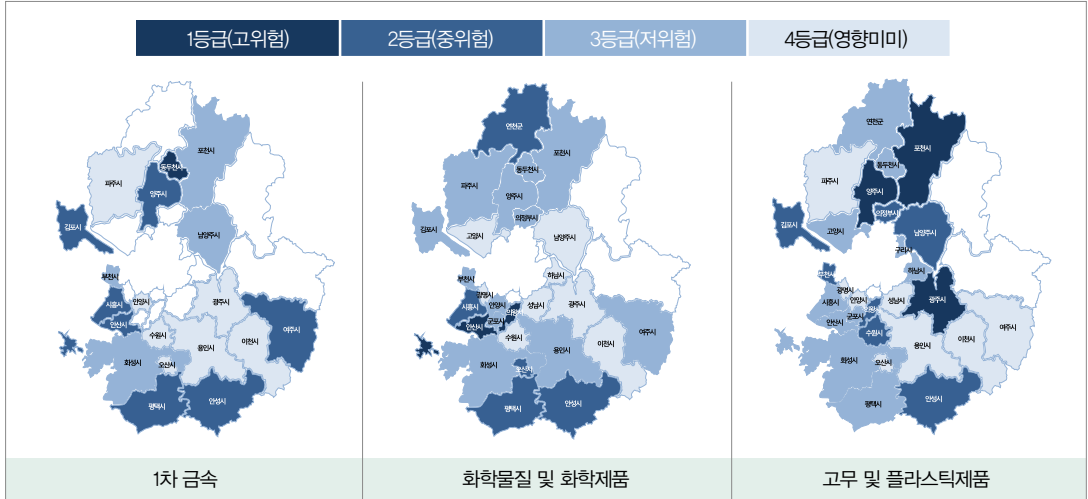 1등급(고위험) 2등급(중위험) 3등급(저위험) 4등급(영향미미)
포천시
동두천시
파주시
양주시
김포시
남양주시
부천시
시흥시
안양시
광주시
안산시
수원시
여주시
용인시
이천시
화성시
오산시
평택시
안성시
1차 금속
연천군
포천시
동두천시
파주시
양주시
의정부시
김포시
고양시
남양주시
하남시
부천시
광명시
시흥시
안양시
의왕시
성남시
광주시
안산시
군포시
수원시
여주시
용인시
이천시
화성시
오산시
평택시
안성시
화학물질 및 화학제품
연천군
포천시
동두천시
파주시
양주시
의정부시
김포시
고양시
남양주시
구리시
하남시
부천시
광명시
시흥시
안양시
성남시
광주시
안산시
군포시
수원시
여주시
용인시
이천시
화성시
오산시
평택시
안성시
고무 및 플라스틱제품